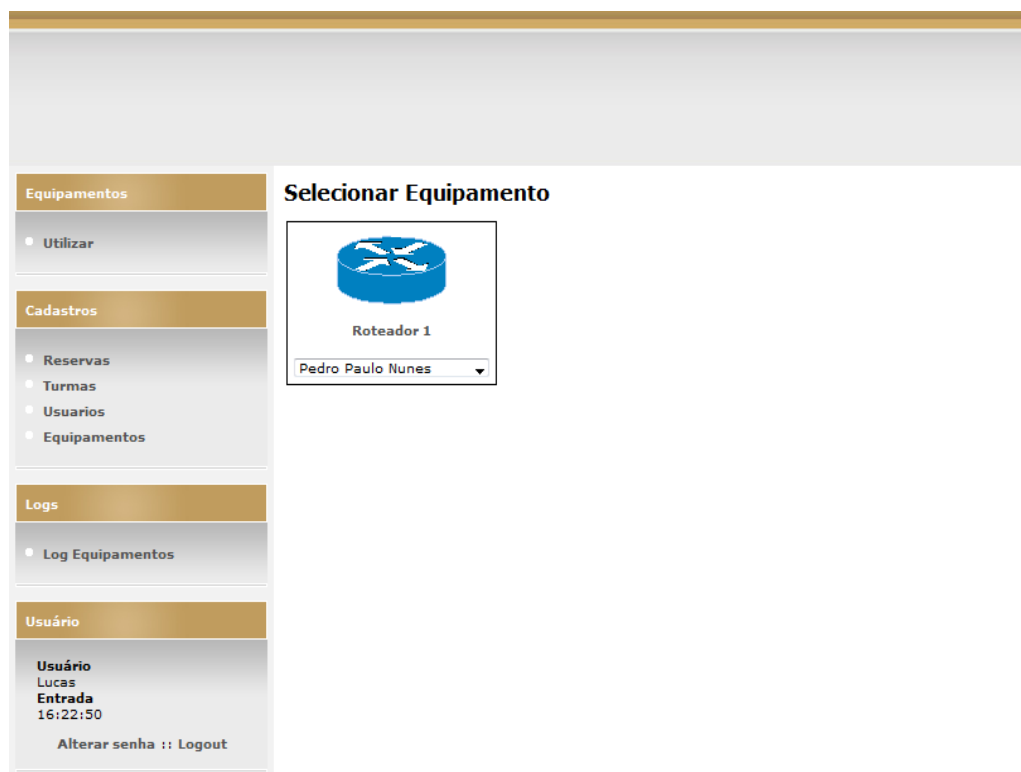 Equipamentos
Utilizar
Cadastros
Reservas
Turmas
Usuarios
Equipamentos
Logs
Log Equipamentos
Usuário
Usuário
Lucas
Entrada
16:22:50
Alterar senha :: Logout
Selecionar Equipamento
Roteador 1
Pedro Paulo Nunes